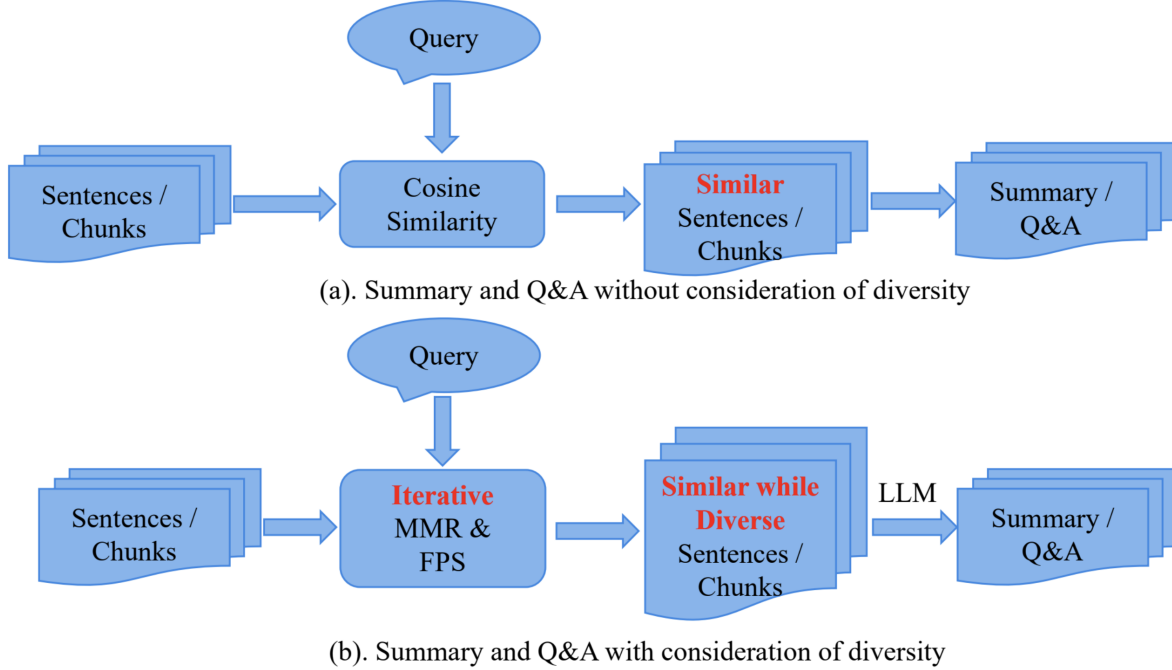 Query
Sentences /
Chunks
Cosine
Similarity
Similar
Sentences /
Chunks
Summary /
Q&A
(a). Summary and Q&A without consideration of diversity
Query
Sentences /
Chunks
Iterative
MMR &
FPS
Similar while
Diverse
Sentences /
Chunks
LLM
Summary /
Q&A
(b). Summary and Q&A with consideration of diversity